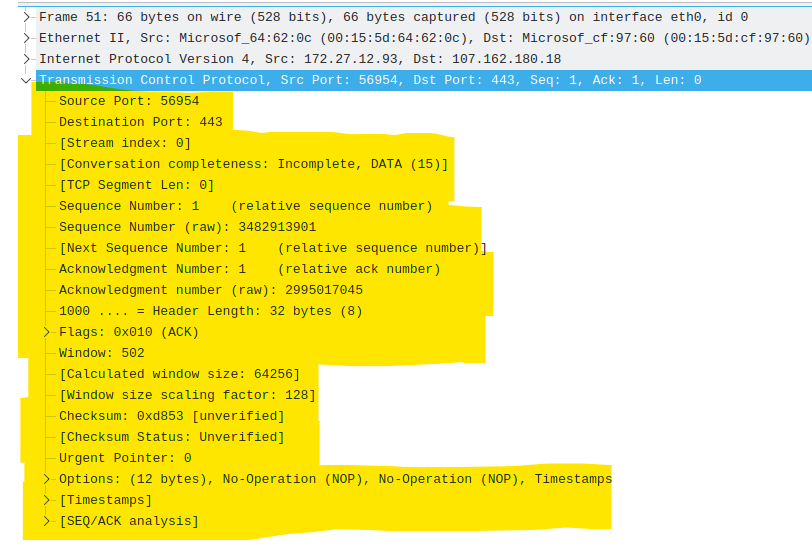 Frame 51: 66 bytes on wire (528 bits), 66 bytes captured (528 bits) on interface eth0, id 0
Ethernet II, Src: Microsof_64:62:0c (00:15:5d:64:62:0c), Dst: Microsof_cf:97:60 (00:15:5d:cf:97:60)
Internet Protocol Version 4, Src: 172.27.12.93, Dst: 107.162.180.18
Transmission Control Protocol, Src Port: 56954, Dst Port: 443, Seq: 1, Ack: 1, Len: 0
Source Port: 56954
Destination Port: 443
[Stream index: 0]
[Conversation completeness: Incomplete, DATA (15)]
[TCP Segment Len: 0]
Sequence Number: 1    (relative sequence number)
Sequence Number (raw): 3482913901
[Next Sequence Number: 1    (relative sequence number)]
Acknowledgment Number: 1    (relative ack number)
Acknowledgment number (raw): 2995017045
1000 .... = Header Length: 32 bytes (8)
Flags: 0x010 (ACK)
Window: 502
[Calculated window size: 64256]
[Window size scaling factor: 128]
Checksum: 0xd853 [unverified]
[Checksum Status: Unverified]
Urgent Pointer: 0
Options: (12 bytes), No-Operation (NOP), No-Operation (NOP), Timestamps
[Timestamps]
[SEQ/ACK analysis]